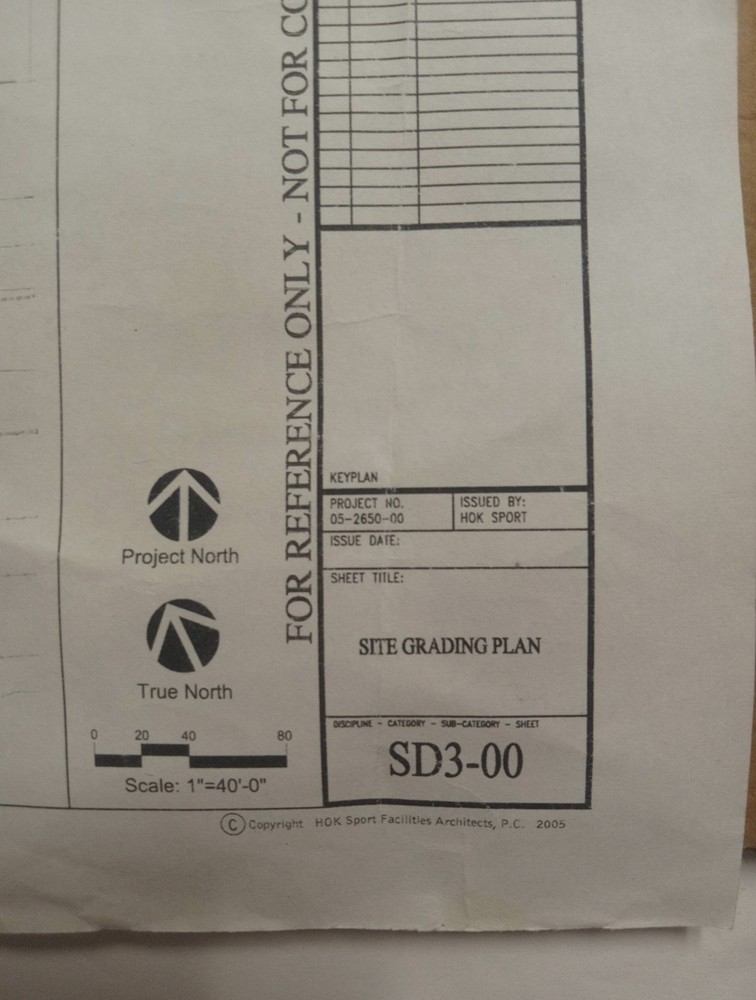 FOR REFERENCE ONLY - NOT FOR
KEYPLAN
PROJECT NO.
05-2650-00
ISSUED BY:
HOK SPORT
ISSUE DATE:
SHEET TITLE:
SITE GRADING PLAN
DISCIPLINE - CATEGORY - SUB-CATEGORY - SHEET
SD3-00
Project North
True North
0 20 40 80
Scale: 1"=40'-0"
© Copyright HOK Sport Facilities Architects, P.C. 2005